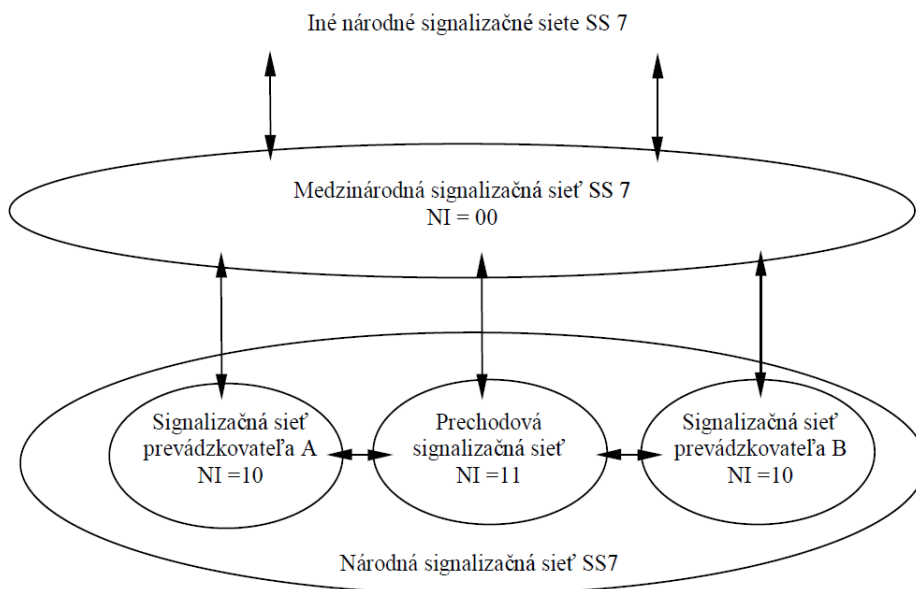 Iné národné signalizačné siete SS 7
Medzinárodná signalizačná sieť SS 7
NI = 00
Signalizačná sieť
prevádzkovateľa A
NI =10
Prechodová
signalizačná sieť
NI =11
Signalizačná sieť
prevádzkovateľa B
NI =10
Národná signalizačná sieť SS7